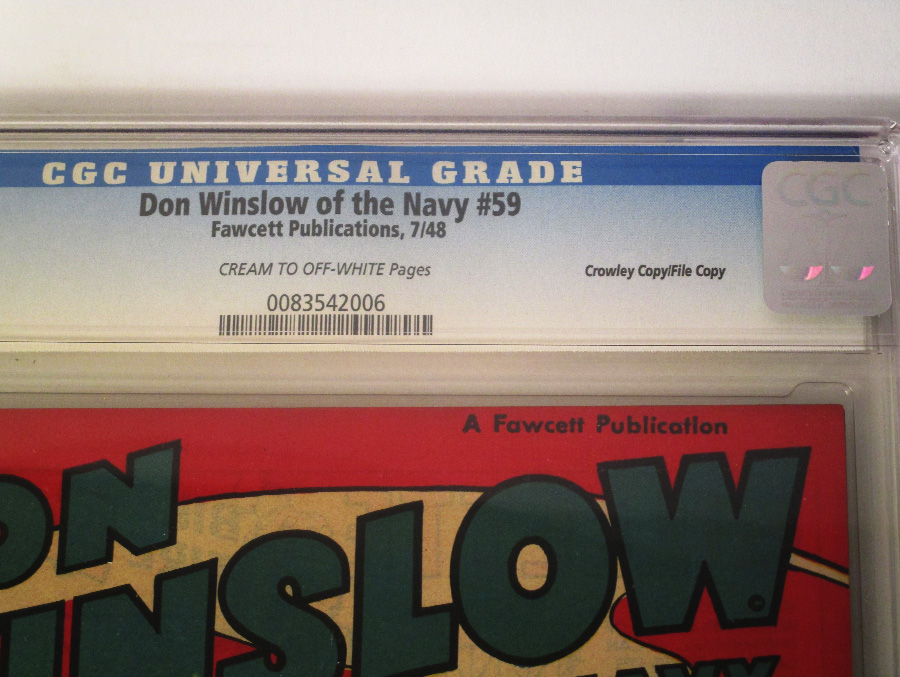 CGC UNIVERSAL GRADE
Don Winslow of the Navy #59
Fawcett Publications, 7/48
CREAM TO OFF-WHITE Pages
Crowley Copy/File Copy
0083542006
CGC
A Fawcett Publication
ON
WINSLOW